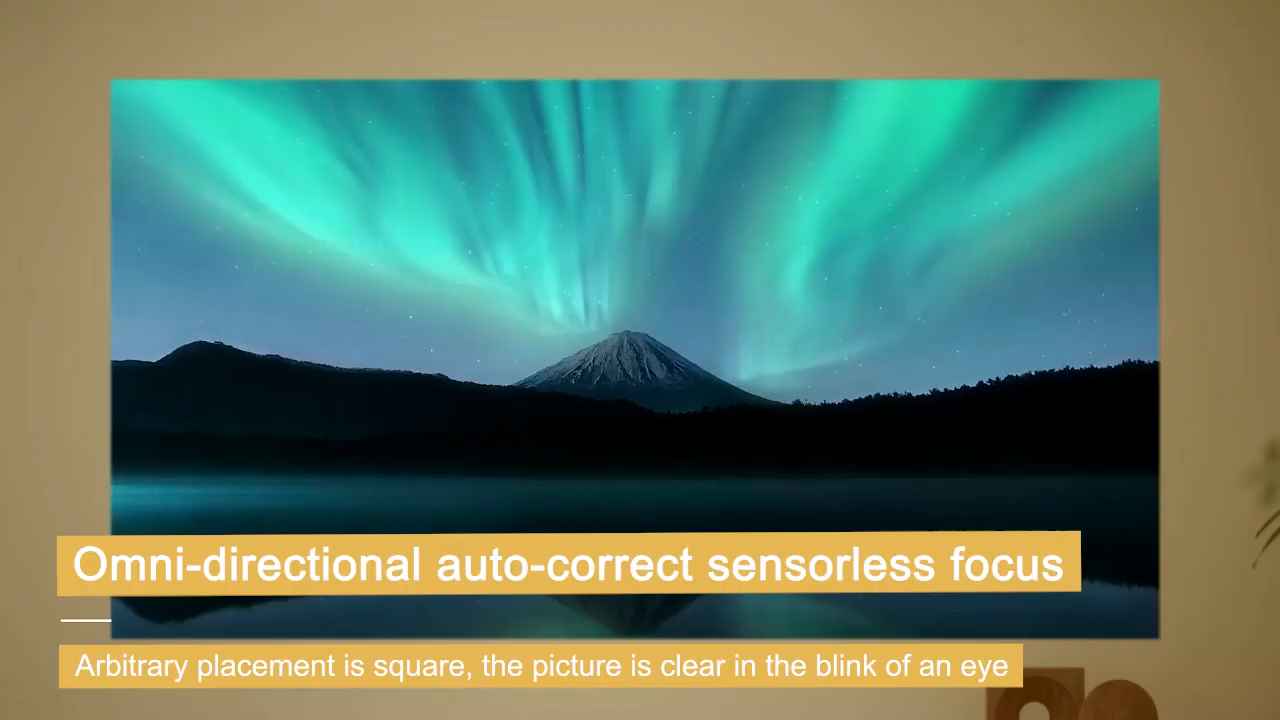 Omni-directional auto-correct sensorless focus
Arbitrary placement is square, the picture is clear in the blink of an eye